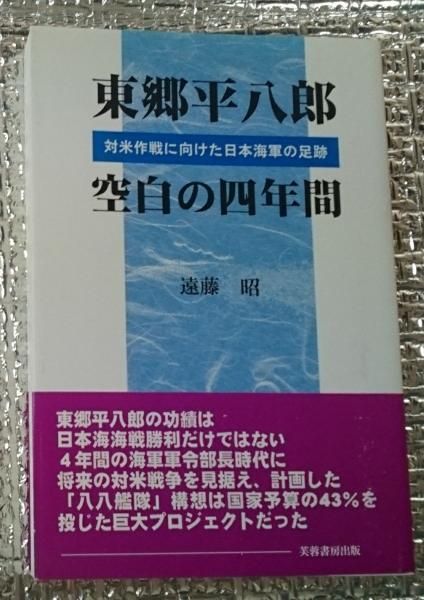 東郷平八郎
対米作戦に向けた日本海軍の足跡
空白の四年間
遠藤 昭
東郷平八郎の功績は
日本海海戦勝利だけではない
4年間の海軍軍令部長時代に
将来の対米戦争を見据え、計画した
「八八艦隊」構想は国家予算の43%を
投じた巨大プロジェクトだった
芙蓉書房出版